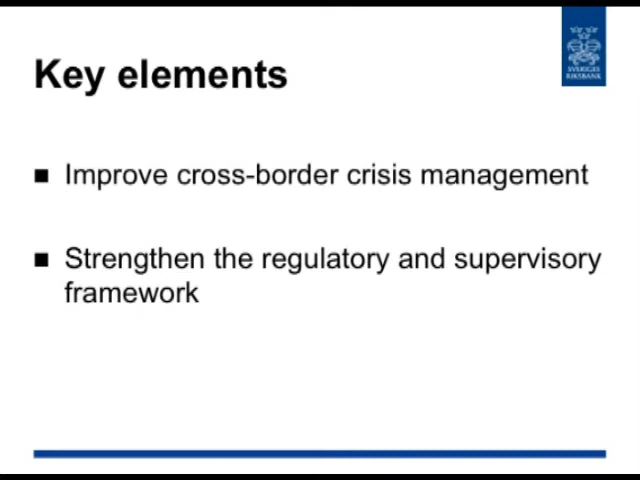 Key elements
SVERIGES
RIKSBANK
Improve cross-border crisis management
Strengthen the regulatory and supervisory
framework